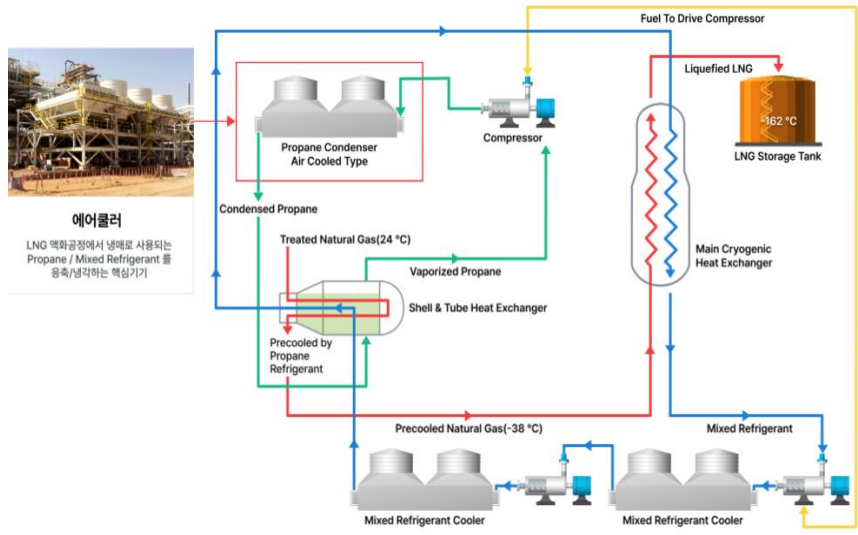 Fuel To Drive Compressor
Liquefied LNG
-162 °C
LNG Storage Tank
Compressor
Propane Condenser
Air Cooled Type
에어쿨러
LNG 액화공정에서 냉매로 사용되는
Propane / Mixed Refrigerant 를
응축/냉각하는 핵심기기
Condensed Propane
Treated Natural Gas(24 °C)
Vaporized Propane
Main Cryogenic
Heat Exchanger
Shell & Tube Heat Exchanger
Precooled by
Propane
Refrigerant
Precooled Natural Gas(-38 °C)
Mixed Refrigerant
Mixed Refrigerant Cooler
Mixed Refrigerant Cooler